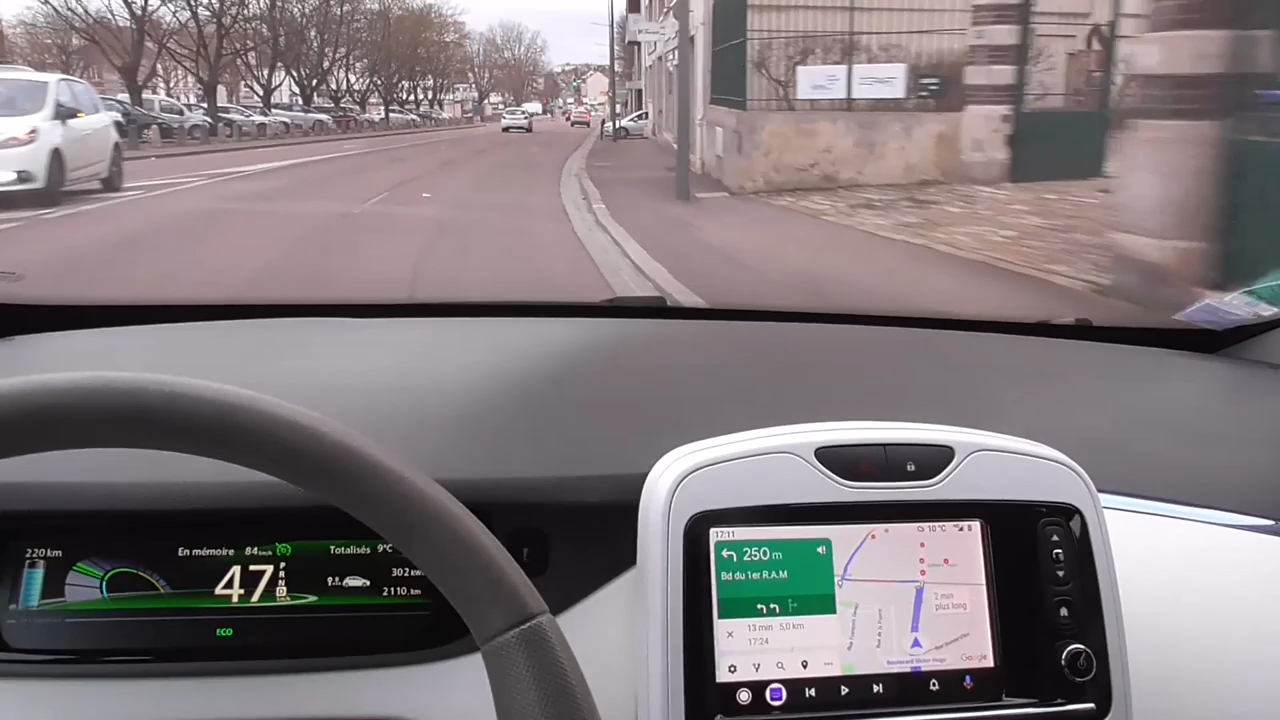 220 km
En mémoire 84 km/h
Totalisés 9°C
47
km/h
P
R
N
D
302 kWh
2110, km
ECO
17:11
10 °C
250 m
Bd du 1er R.A.M
2 min
plus long
13 min 5,0 km
17:24
Boulevard Victor Hugo
Google